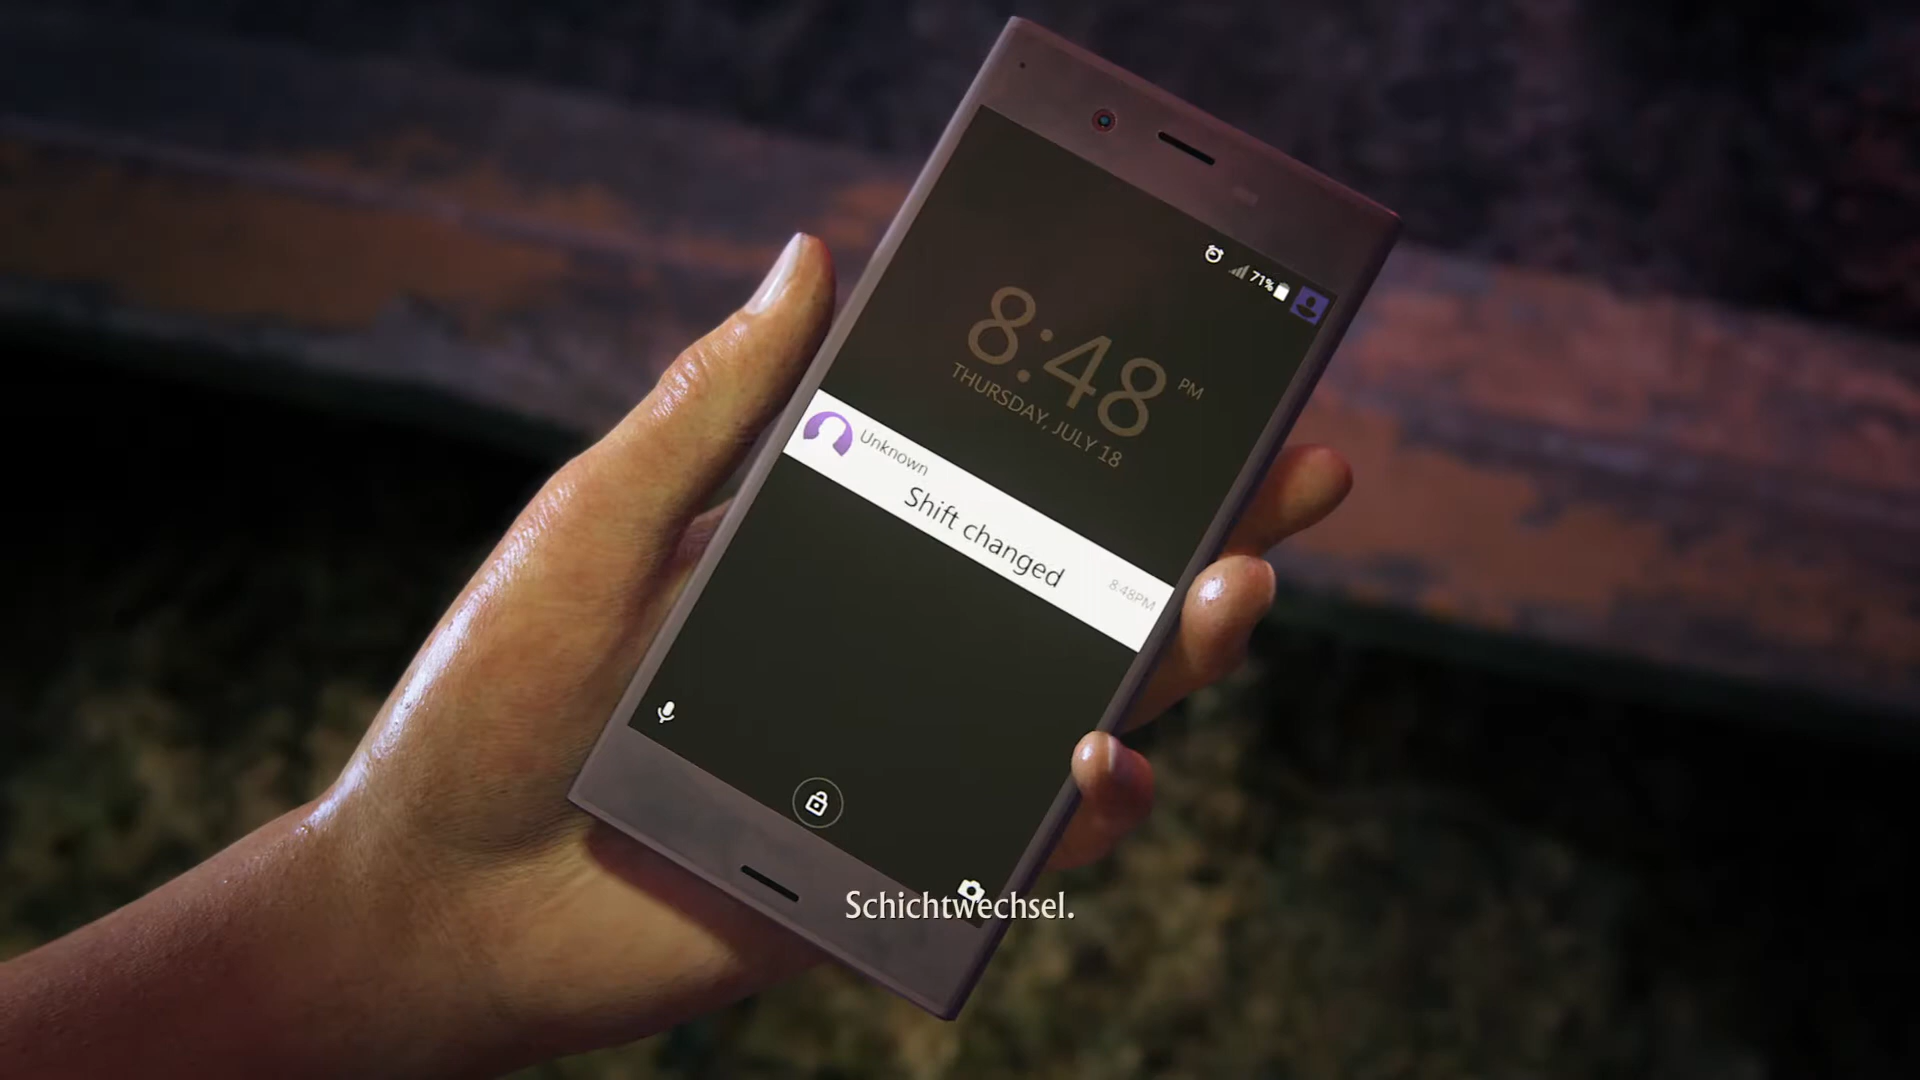 71%
8:48 PM
THURSDAY, JULY 18
Unknown
Shift changed
8:48PM
Schichtwechsel.